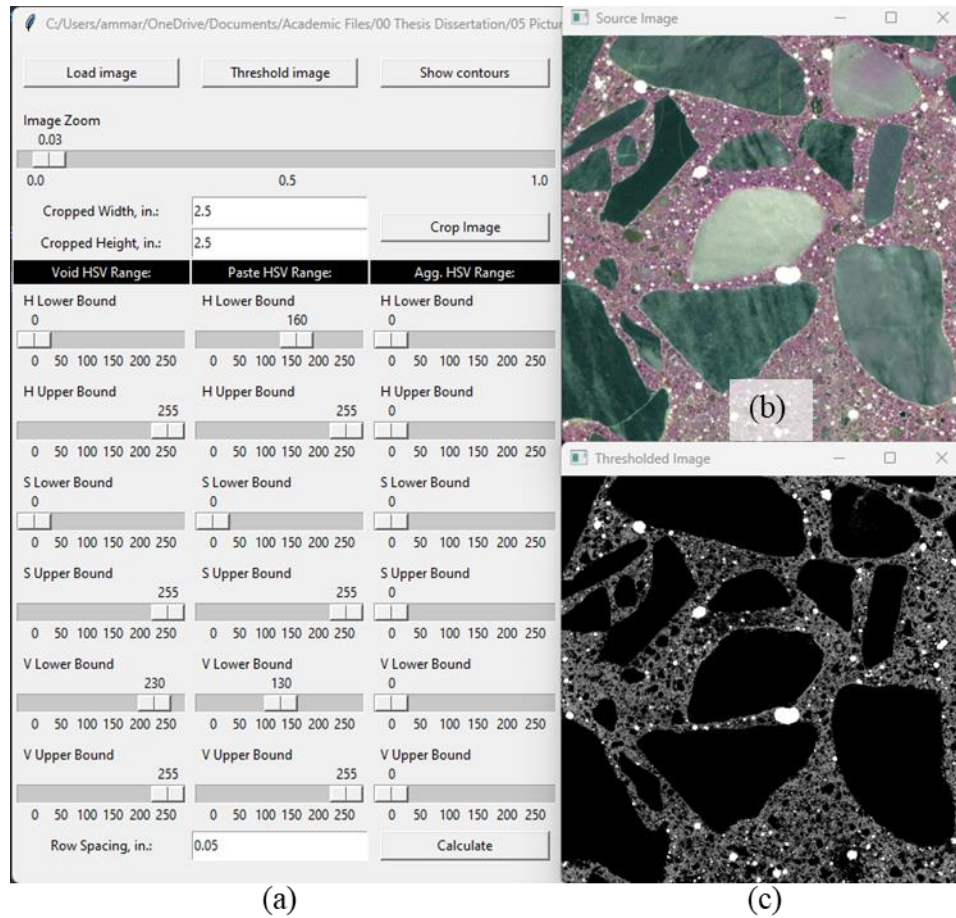 C:/Users/ammar/OneDrive/Documents/Academic Files/00 Thesis Dissertation/05 Pictur
Source Image
Load image Threshold image Show contours
Image Zoom
0.03
0.0 0.5 1.0
Cropped Width, in.: 2.5
Crop Image
Cropped Height, in.: 2.5
Void HSV Range: Paste HSV Range: Agg. HSV Range:
H Lower Bound H Lower Bound H Lower Bound
0 160 0
0 50 100 150 200 250 0 50 100 150 200 250 0 50 100 150 200 250
H Upper Bound H Upper Bound H Upper Bound
255 255 0
0 50 100 150 200 250 0 50 100 150 200 250 0 50 100 150 200 250
(b)
Thresholded Image
S Lower Bound S Lower Bound S Lower Bound
0 0 0
0 50 100 150 200 250 0 50 100 150 200 250 0 50 100 150 200 250
S Upper Bound S Upper Bound S Upper Bound
255 255 0
0 50 100 150 200 250 0 50 100 150 200 250 0 50 100 150 200 250
V Lower Bound V Lower Bound V Lower Bound
230 130 0
0 50 100 150 200 250 0 50 100 150 200 250 0 50 100 150 200 250
V Upper Bound V Upper Bound V Upper Bound
255 255 0
0 50 100 150 200 250 0 50 100 150 200 250 0 50 100 150 200 250
Row Spacing, in.: 0.05 Calculate
(a) (c)